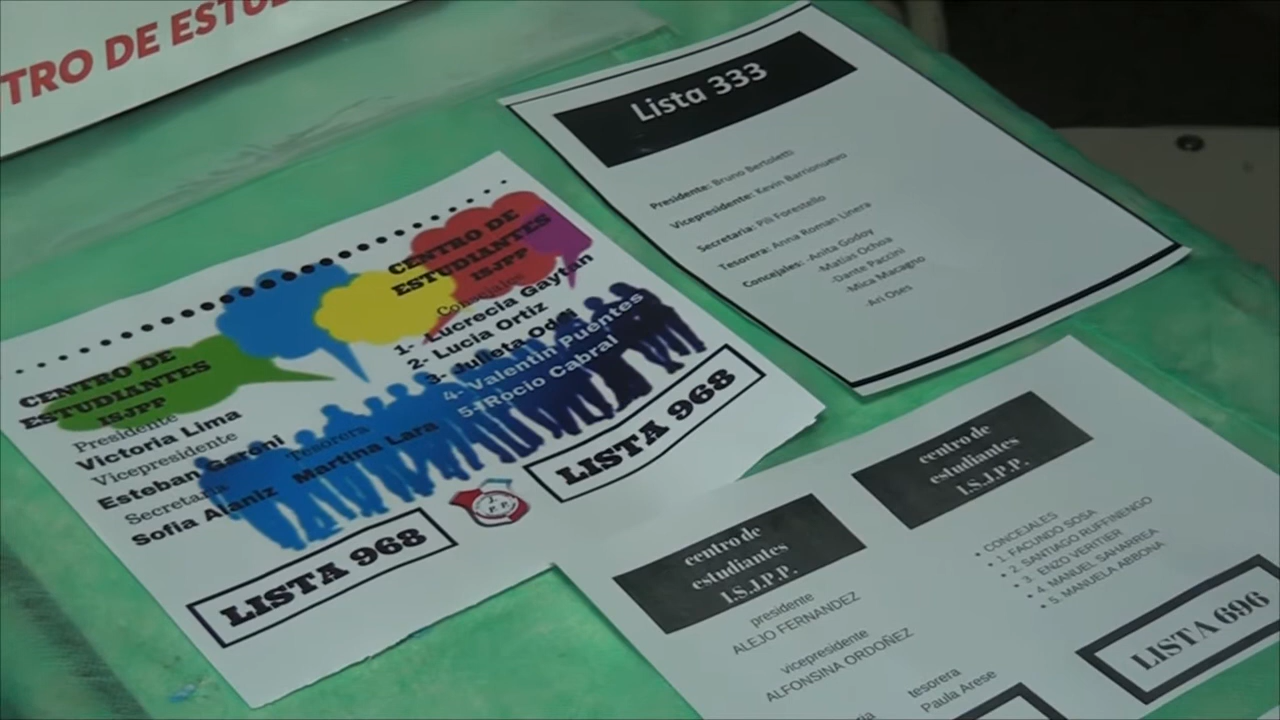 TRO DE ESTUD
Lista 333
Presidente: Bruno Bertoletti
Vicepresidente: Kevin Barrionuevo
Secretaria: Pili Forestello
Tesorera: Anna Roman Linera
Concejales: -Anita Godoy
-Matias Ochoa
-Dante Paccini
-Mica Macagno
-Ari Oses
CENTRO DE
ESTUDIANTES
ISJPP
Presidente
Victoria Lima
Vicepresidente
Esteban Gareni
Secretaria
Sofia Alaniz
Tesorera
Martina Lara
LISTA 968
CENTRO DE
ESTUDIANTES
ISJPP
Consejales
1- Lucrecia Gaytan
2- Lucia Ortiz
3- Julieta
4- Valentin Puentes
5- Rocio Cabral
LISTA 968
J.
P.P.
centro de
estudiantes
I.S.J.P.P.
presidente
ALEJO FERNANDEZ
vicepresidente
ALFONSINA ORDOÑEZ
tesorera
Paula Arese
centro de
estudiantes
I.S.J.P.P.
• CONCEJALES
• 1. FACUNDO SOSA
• 2. SANTIAGO RUFFINENGO
• 3. ENZO VERITIER
• 4. MANUEL SAHARREA
• 5. MANUELA ABBONA
LISTA 696